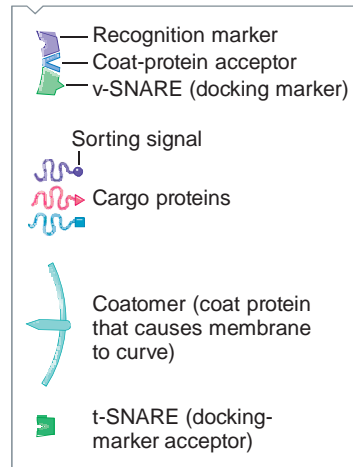 Recognition marker
Coat-protein acceptor
v-SNARE (docking marker)
Sorting signal
Cargo proteins
Coatomer (coat protein
that causes membrane
to curve)
t-SNARE (docking-
marker acceptor)